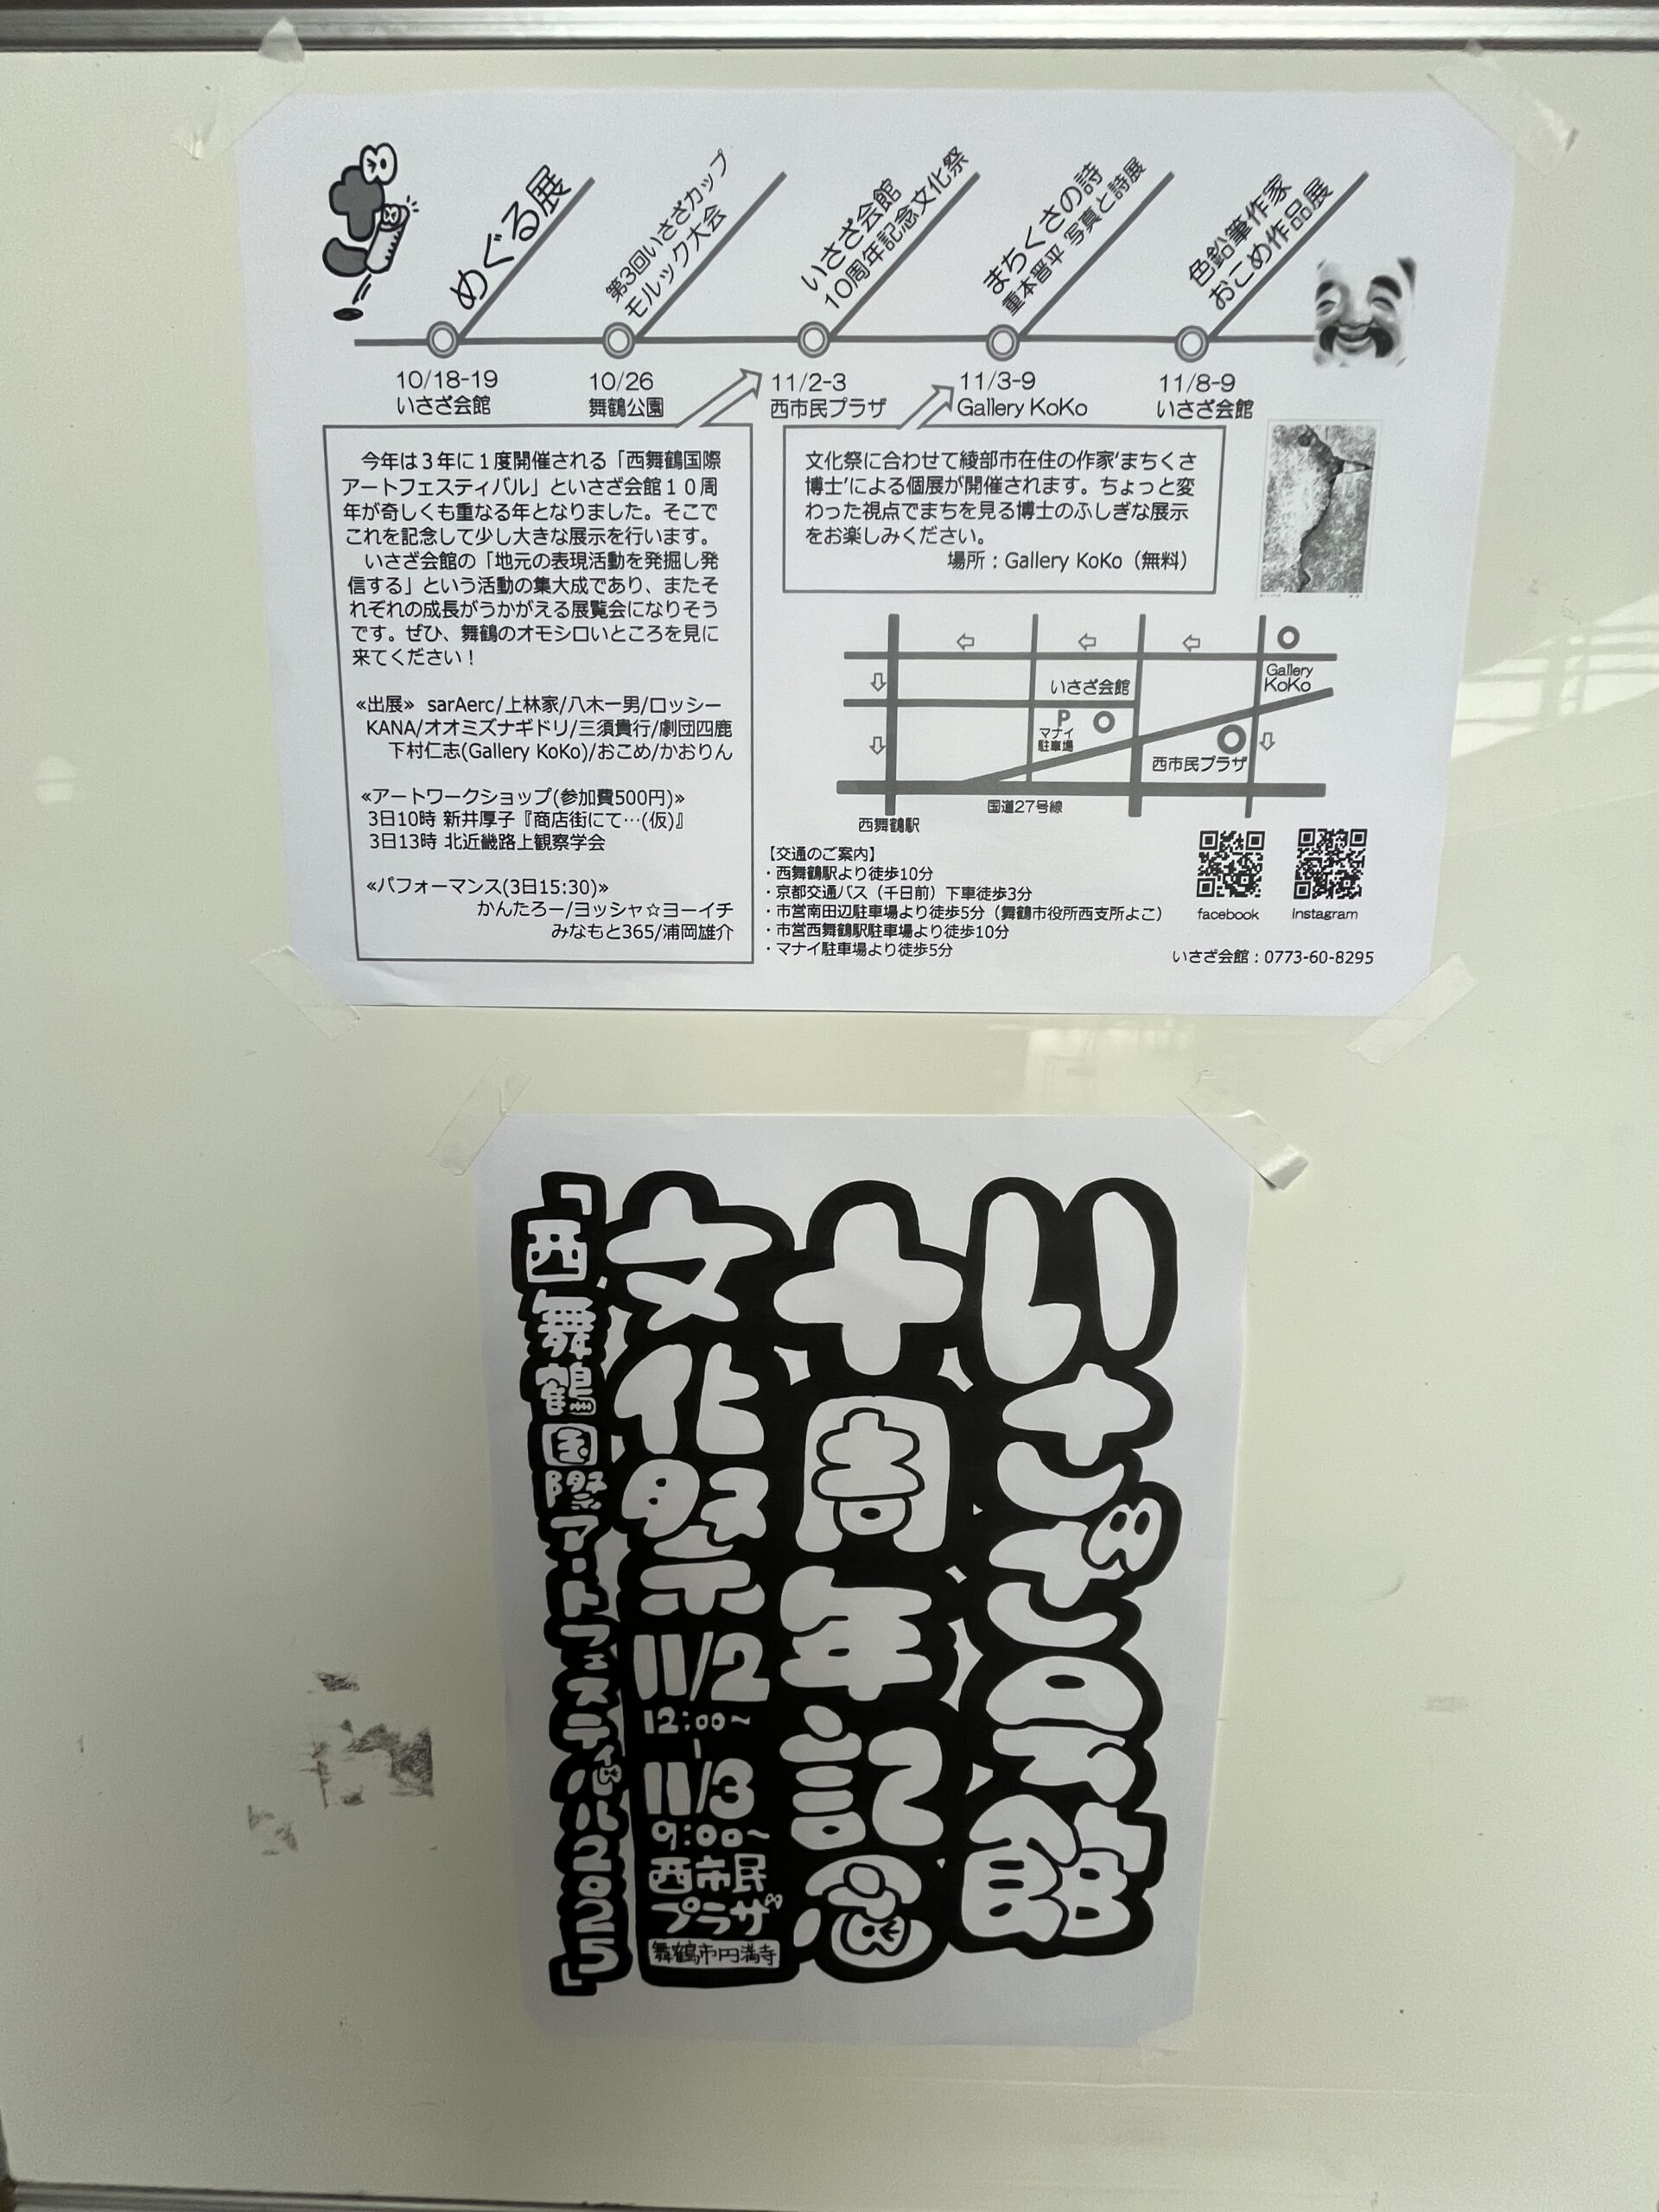 めぐる展
10/18-19
いさざ会館
第3回いさざカップ
モルック大会
10/26
舞鶴公園
いさざ会館
10周年記念文化祭
11/2-3
西市民プラザ
まちくさの詩
重本晋平 写真と詩展
11/3-9
Gallery KoKo
色鉛筆作家
おこめ作品展
11/8-9
いさざ会館
今年は３年に１度開催される「西舞鶴国際
アートフェスティバル」といさざ会館１０周
年が奇しくも重なる年となりました。そこで
これを記念して少し大きな展示を行います。
いさざ会館の「地元の表現活動を発掘し発
信する」という活動の集大成であり、またそ
れぞれの成長がうかがえる展覧会になりそう
です。ぜひ、舞鶴のオモシロいところを見に
来てください！
≪出展≫ sarAerc/上林家/八木一男/ロッシー
KANA/オオミズナギドリ/三須貴行/劇団四鹿
下村仁志(Gallery KoKo)/おこめ/かおりん
≪アートワークショップ(参加費500円)≫
3日10時 新井厚子『商店街にて…(仮)』
3日13時 北近畿路上観察学会
≪パフォーマンス(3日15:30)≫
かんたろー/ヨッシャ☆ヨーイチ
みなもと365/浦岡雄介
文化祭に合わせて綾部市在住の作家‘まちくさ
博士’による個展が開催されます。ちょっと変
わった視点でまちを見る博士のふしぎな展示
をお楽しみください。
場所：Gallery KoKo（無料）
Gallery
KoKo
いさざ会館
P
マナイ
駐車場
西市民プラザ
国道27号線
西舞鶴駅
【交通のご案内】
・西舞鶴駅より徒歩10分
・京都交通バス（千日前）下車徒歩3分
・市営南田辺駐車場より徒歩5分（舞鶴市役所西支所よこ）
・市営西舞鶴駅駐車場より徒歩10分
・マナイ駐車場より徒歩5分
facebook
Instagram
いさざ会館：0773-60-8295
いさざ会館
十周年記念
文化祭
11/2
12:00~
11/3
9:00~
西市民
プラザ
舞鶴市円満寺
「西舞鶴国際アートフェスティバル2025」